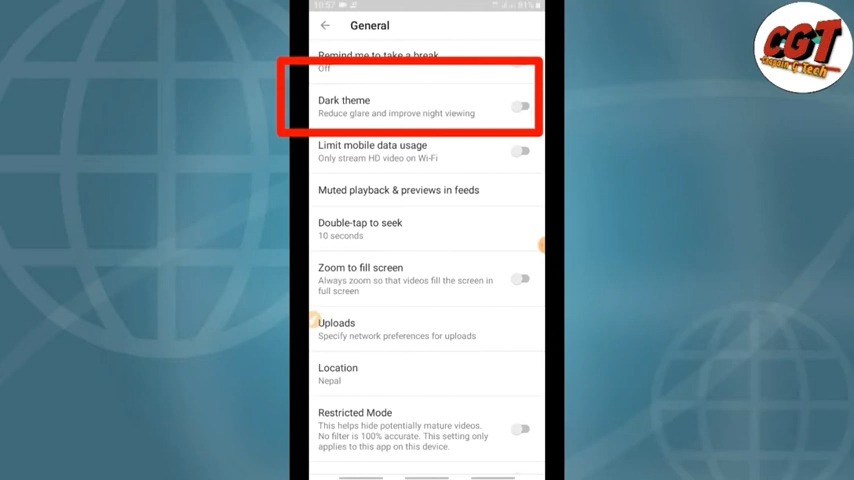 10:57
91%
General
Remind me to take a break
Off
Dark theme
Reduce glare and improve night viewing
Limit mobile data usage
Only stream HD video on Wi-Fi
Muted playback & previews in feeds
Double-tap to seek
10 seconds
Zoom to fill screen
Always zoom so that videos fill the screen in
full screen
Uploads
Specify network preferences for uploads
Location
Nepal
Restricted Mode
This helps hide potentially mature videos.
No filter is 100% accurate. This setting only
applies to this app on this device.
CGT